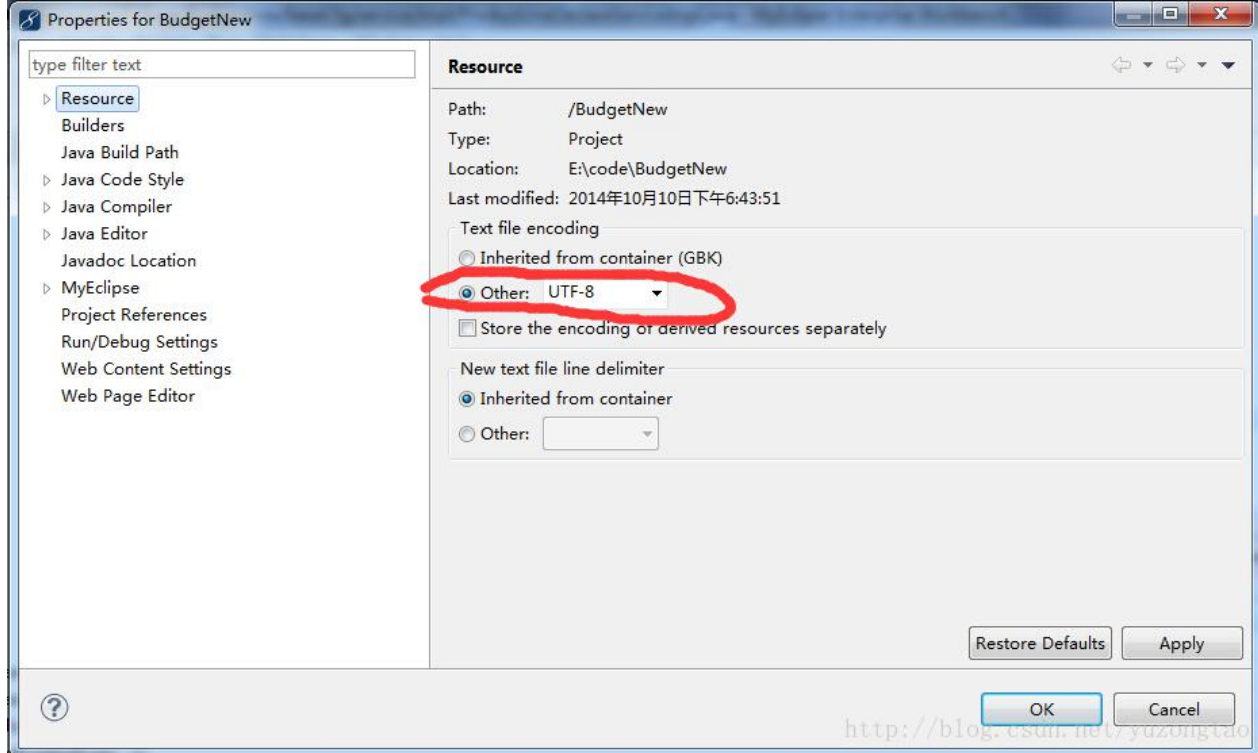 Properties for BudgetNew
type filter text
Resource
Builders
Java Build Path
Java Code Style
Java Compiler
Java Editor
Javadoc Location
MyEclipse
Project References
Run/Debug Settings
Web Content Settings
Web Page Editor
Resource
Path: /BudgetNew
Type: Project
Location: E:\code\BudgetNew
Last modified: 2014年10月10日下午6:43:51
Text file encoding
Inherited from container (GBK)
Other: UTF-8
Store the encoding of derived resources separately
New text file line delimiter
Inherited from container
Other:
Restore Defaults Apply
OK Cancel
http://blog.csdn.net/yuzongtao